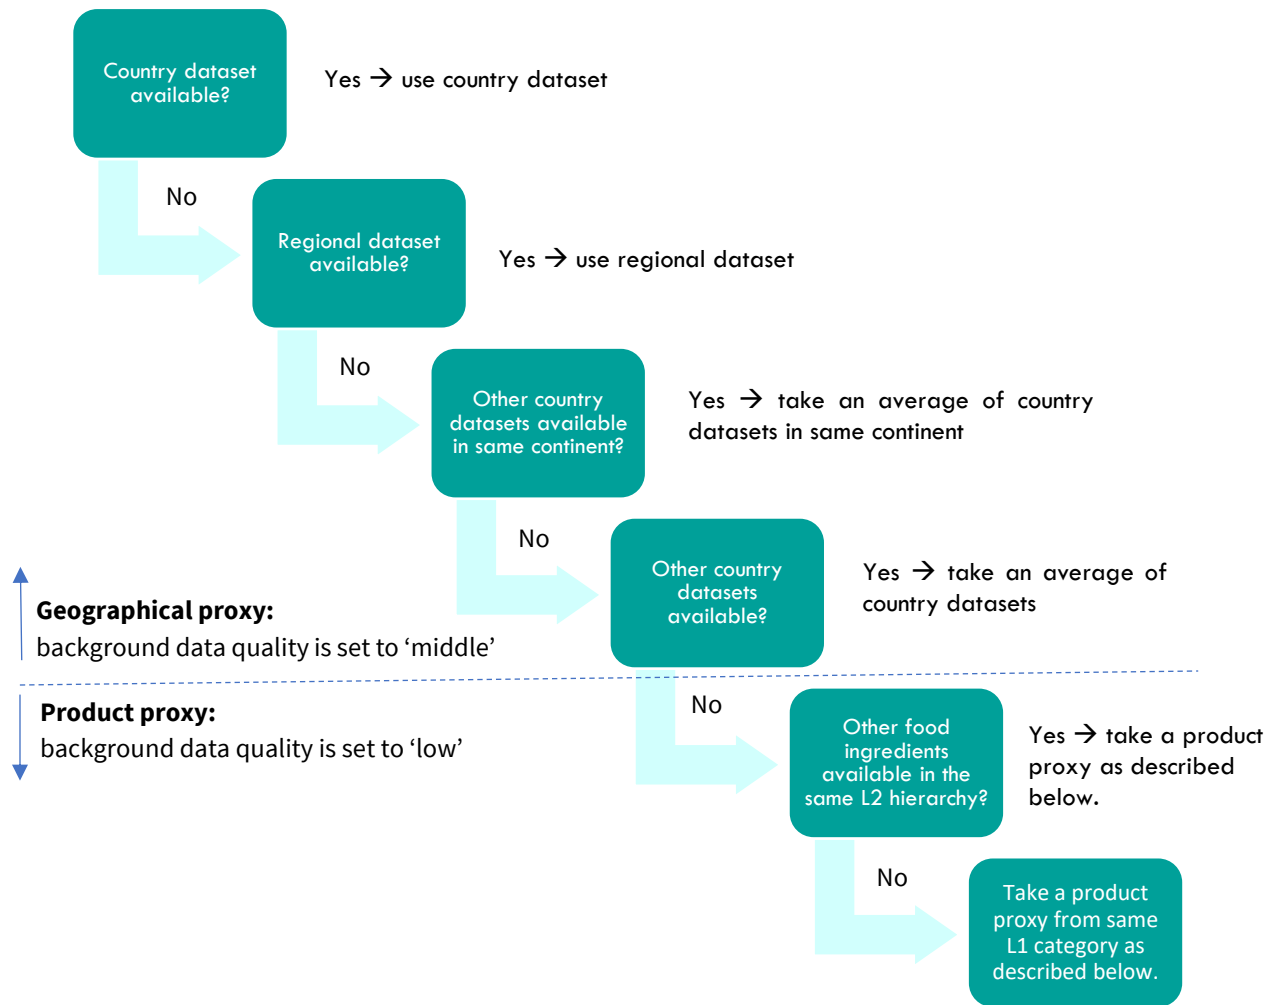 Country dataset
available?
Yes → use country dataset
No
Regional dataset
available?
Yes → use regional dataset
No
Other country
datasets available
in same continent?
Yes → take an average of country
datasets in same continent
No
Other country
datasets
available?
Yes → take an average of
country datasets
Geographical proxy:
background data quality is set to ‘middle’
Product proxy:
background data quality is set to ‘low’
No
Other food
ingredients
available in the
same L2 hierarchy?
Yes → take a product
proxy as described
below.
No
Take a product
proxy from same
L1 category as
described below.